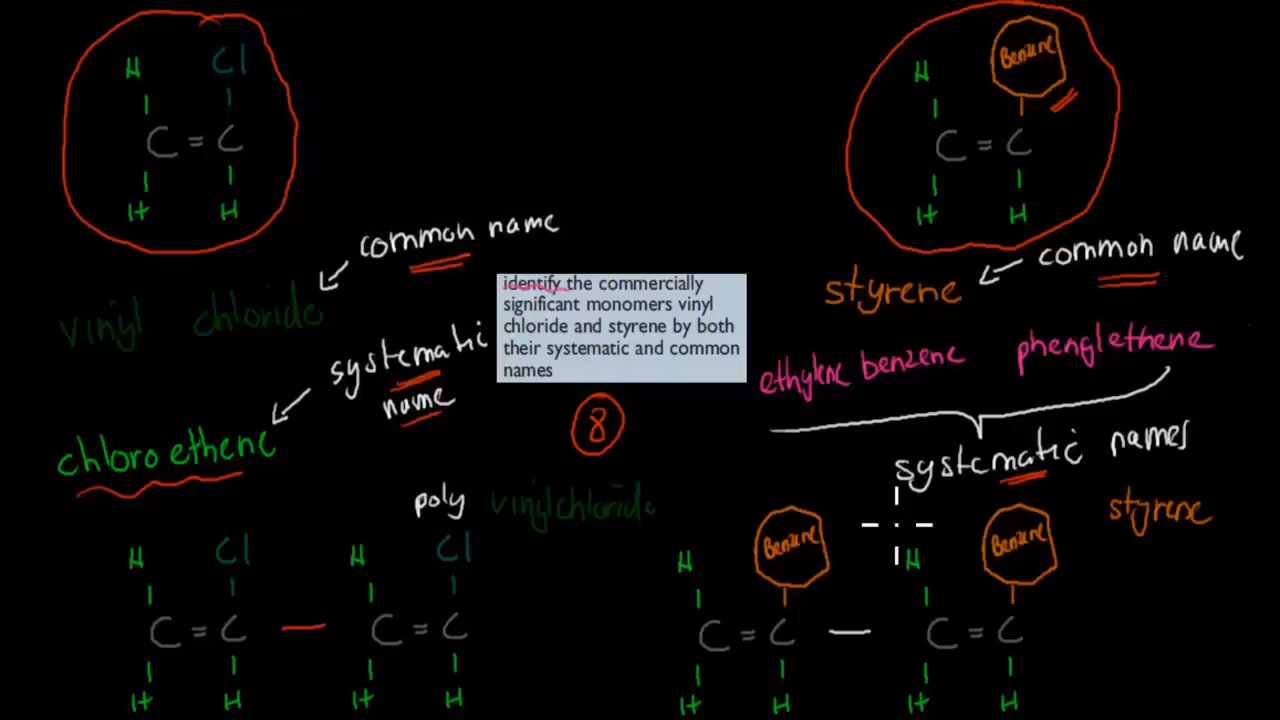 H Cl
C = C
H H
H Benzene
C = C
H H
common name
vinyl chloride
systematic
name
chloroethene
identify the commercially
significant monomers vinyl
chloride and styrene by both
their systematic and common
names
8
common name
styrene
ethylene benzene phenglethene
systematic names
poly vinylchloride
styrene
H Cl H Cl
C = C — C = C
H H H H
H Benzene H Benzene
C = C — C = C
H H H H